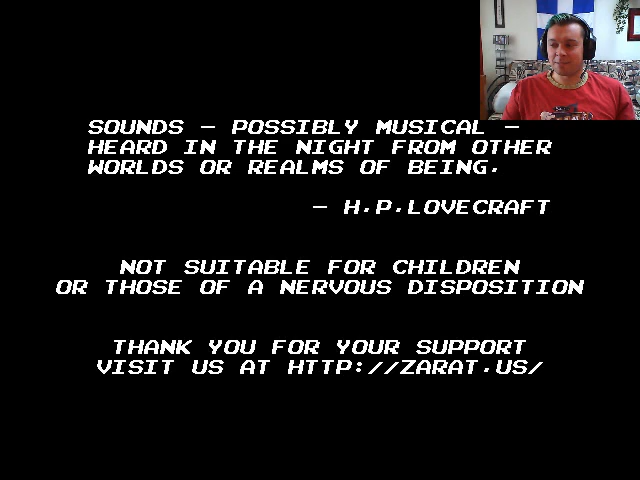 SOUNDS - POSSIBLY MUSICAL -
HEARD IN THE NIGHT FROM OTHER
WORLDS OR REALMS OF BEING.
- H.P.LOVECRAFT
NOT SUITABLE FOR CHILDREN
OR THOSE OF A NERVOUS DISPOSITION
THANK YOU FOR YOUR SUPPORT
VISIT US AT HTTP://ZARAT.US/